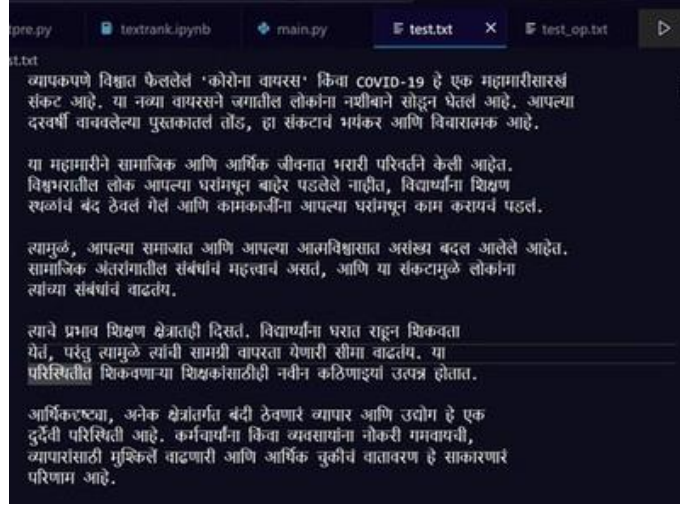 tpre.py textrank.ipynb main.py test.txt × test_op.txt
st.txt
व्यापकपणे विश्वात फैललेलं 'कोरोना वायरस' किंवा COVID-19 हे एक महामारीसारखं
संकट आहे. या नव्या वायरसने जगातील लोकांना नशीबाने सोडून घेतलं आहे. आपल्या
दरवर्षी वाचवलेल्या पुस्तकातलं तोंड, हा संकटाचं भयंकर आणि विचारात्मक आहे.
या महामारीने सामाजिक आणि आर्थिक जीवनात भरारी परिवर्तने केली आहेत.
विश्वभरातील लोक आपल्या घरांमधून बाहेर पडलेले नाहीत, विद्यार्थ्यांना शिक्षण
स्थळांचं बंद ठेवलं गेलं आणि कामकाजींना आपल्या घरांमधून काम करायचं पडलं.
त्यामुळे, आपल्या समाजात आणि आपल्या आत्मविश्वासात असंख्य बदल आलेले आहेत.
सामाजिक अंतरांगातील संबंधांचं महत्त्वाचं असतं, आणि या संकटामुळे लोकांना
त्यांच्या संबंधांचं वाढतंय.
त्याचे प्रभाव शिक्षण क्षेत्रातही दिसतं. विद्यार्थ्यांना घरात राहून शिकवता
येतं, परंतु त्यामुळे त्यांची सामग्री वापरता येणारी सीमा वाढतंय. या
परिस्थितीत शिकवणाऱ्या शिक्षकांसाठीही नवीन कठिणाइयां उत्पन्न होतात.
आर्थिकदृष्ट्या, अनेक क्षेत्रांतर्गत बंदी ठेवणारं व्यापार आणि उद्योग हे एक
दुर्दैवी परिस्थिती आहे. कर्मचार्यांना किंवा व्यवसायांना नोकरी गमवायची,
व्यापारांसाठी मुश्किलें वाढणारी आणि आर्थिक चुकीचं वातावरण हे साकारणारं
परिणाम आहे.